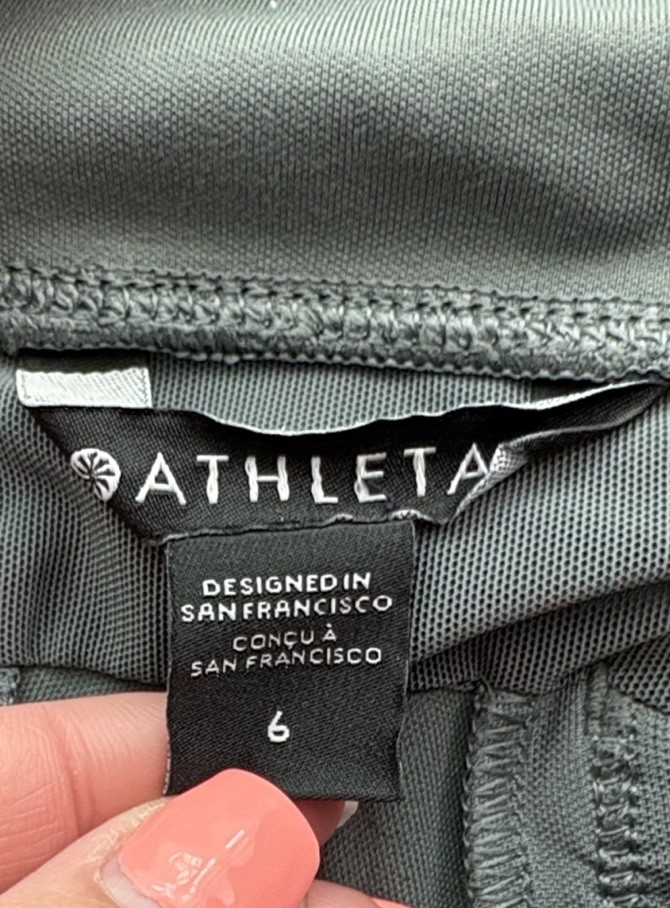 ATHLETA
DESIGNED IN
SAN FRANCISCO
CONÇU À
SAN FRANCISCO
6